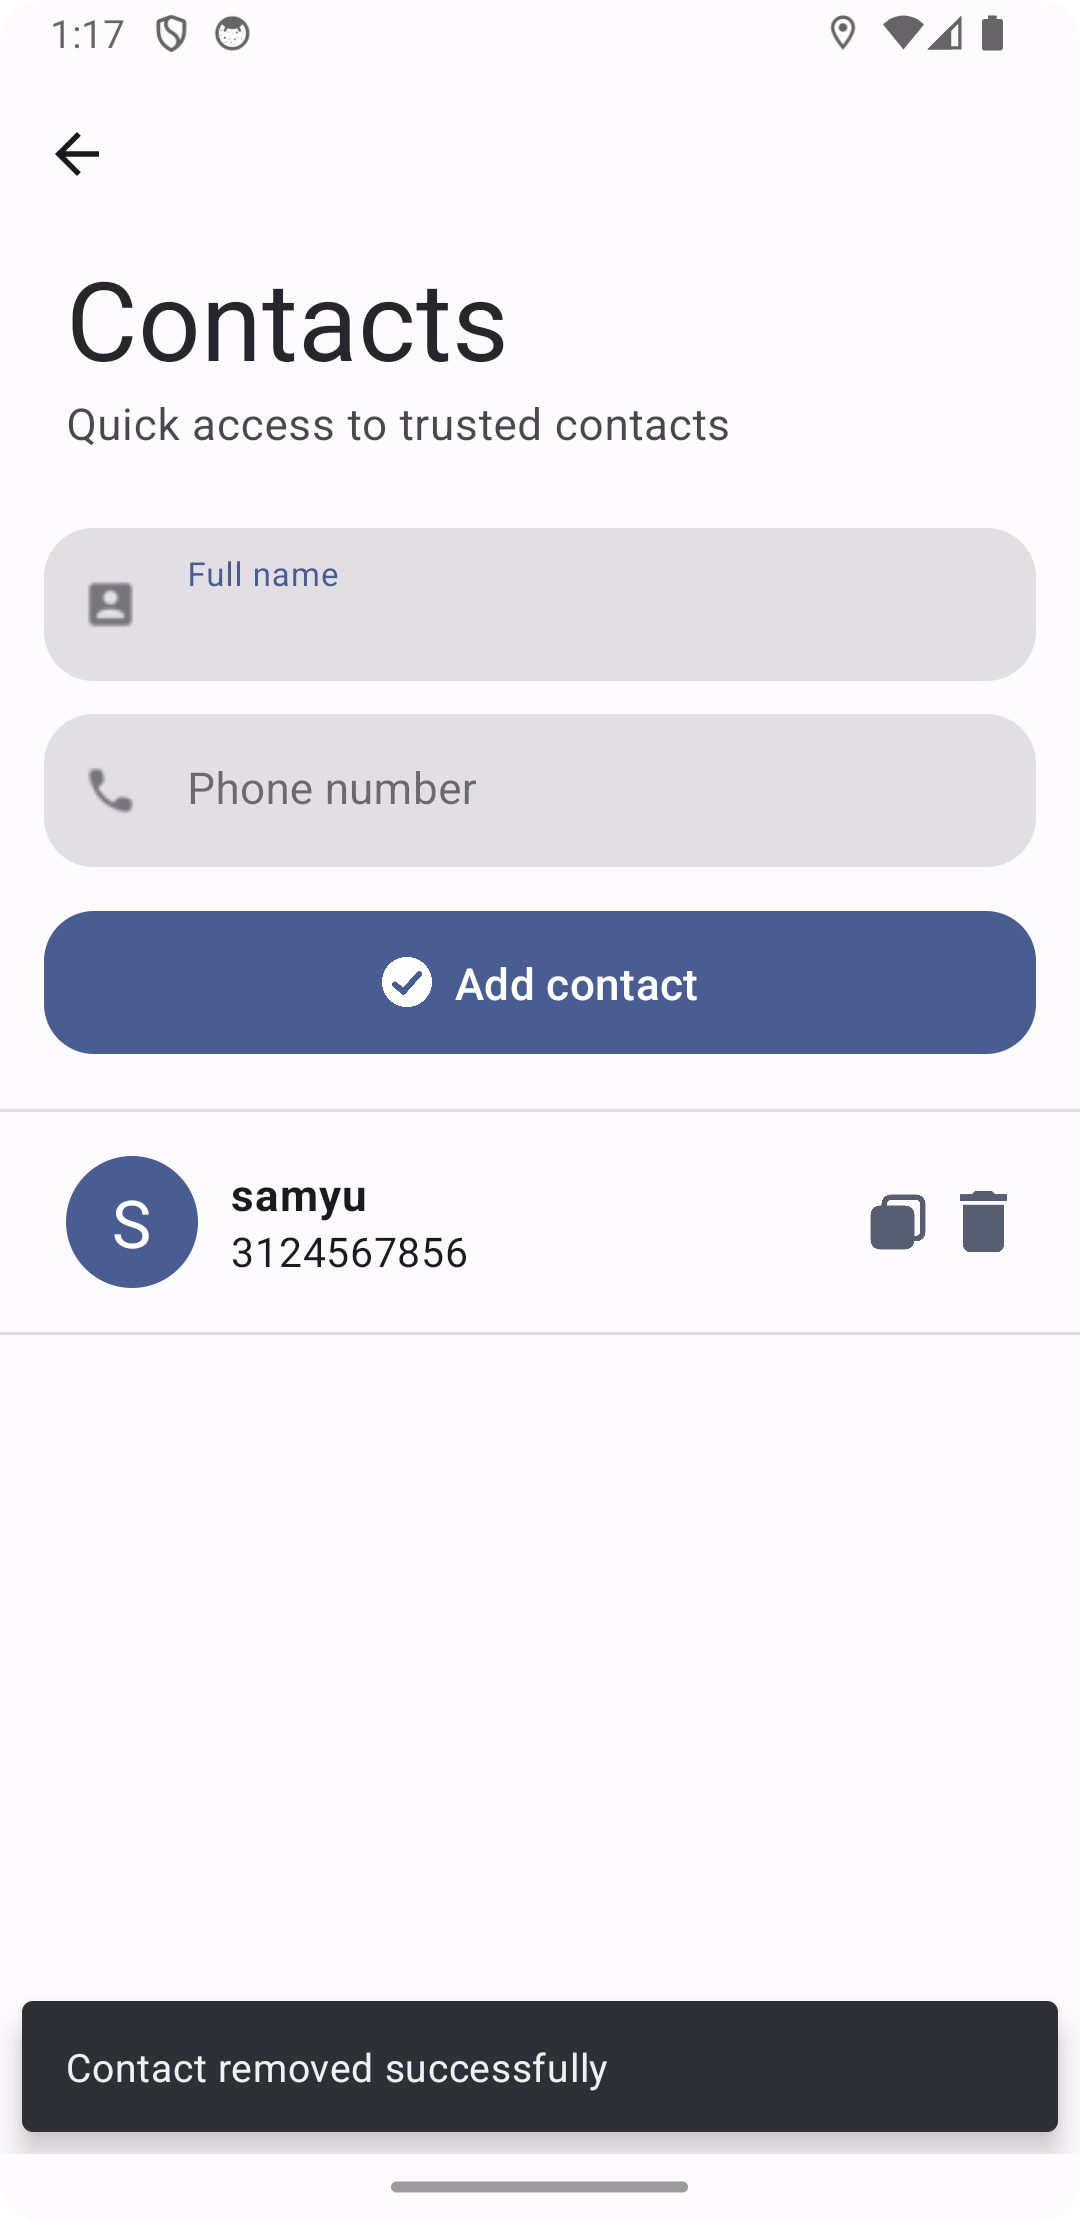 1:17
Contacts
Quick access to trusted contacts
Full name
Phone number
Add contact
S
samyu
3124567856
Contact removed successfully